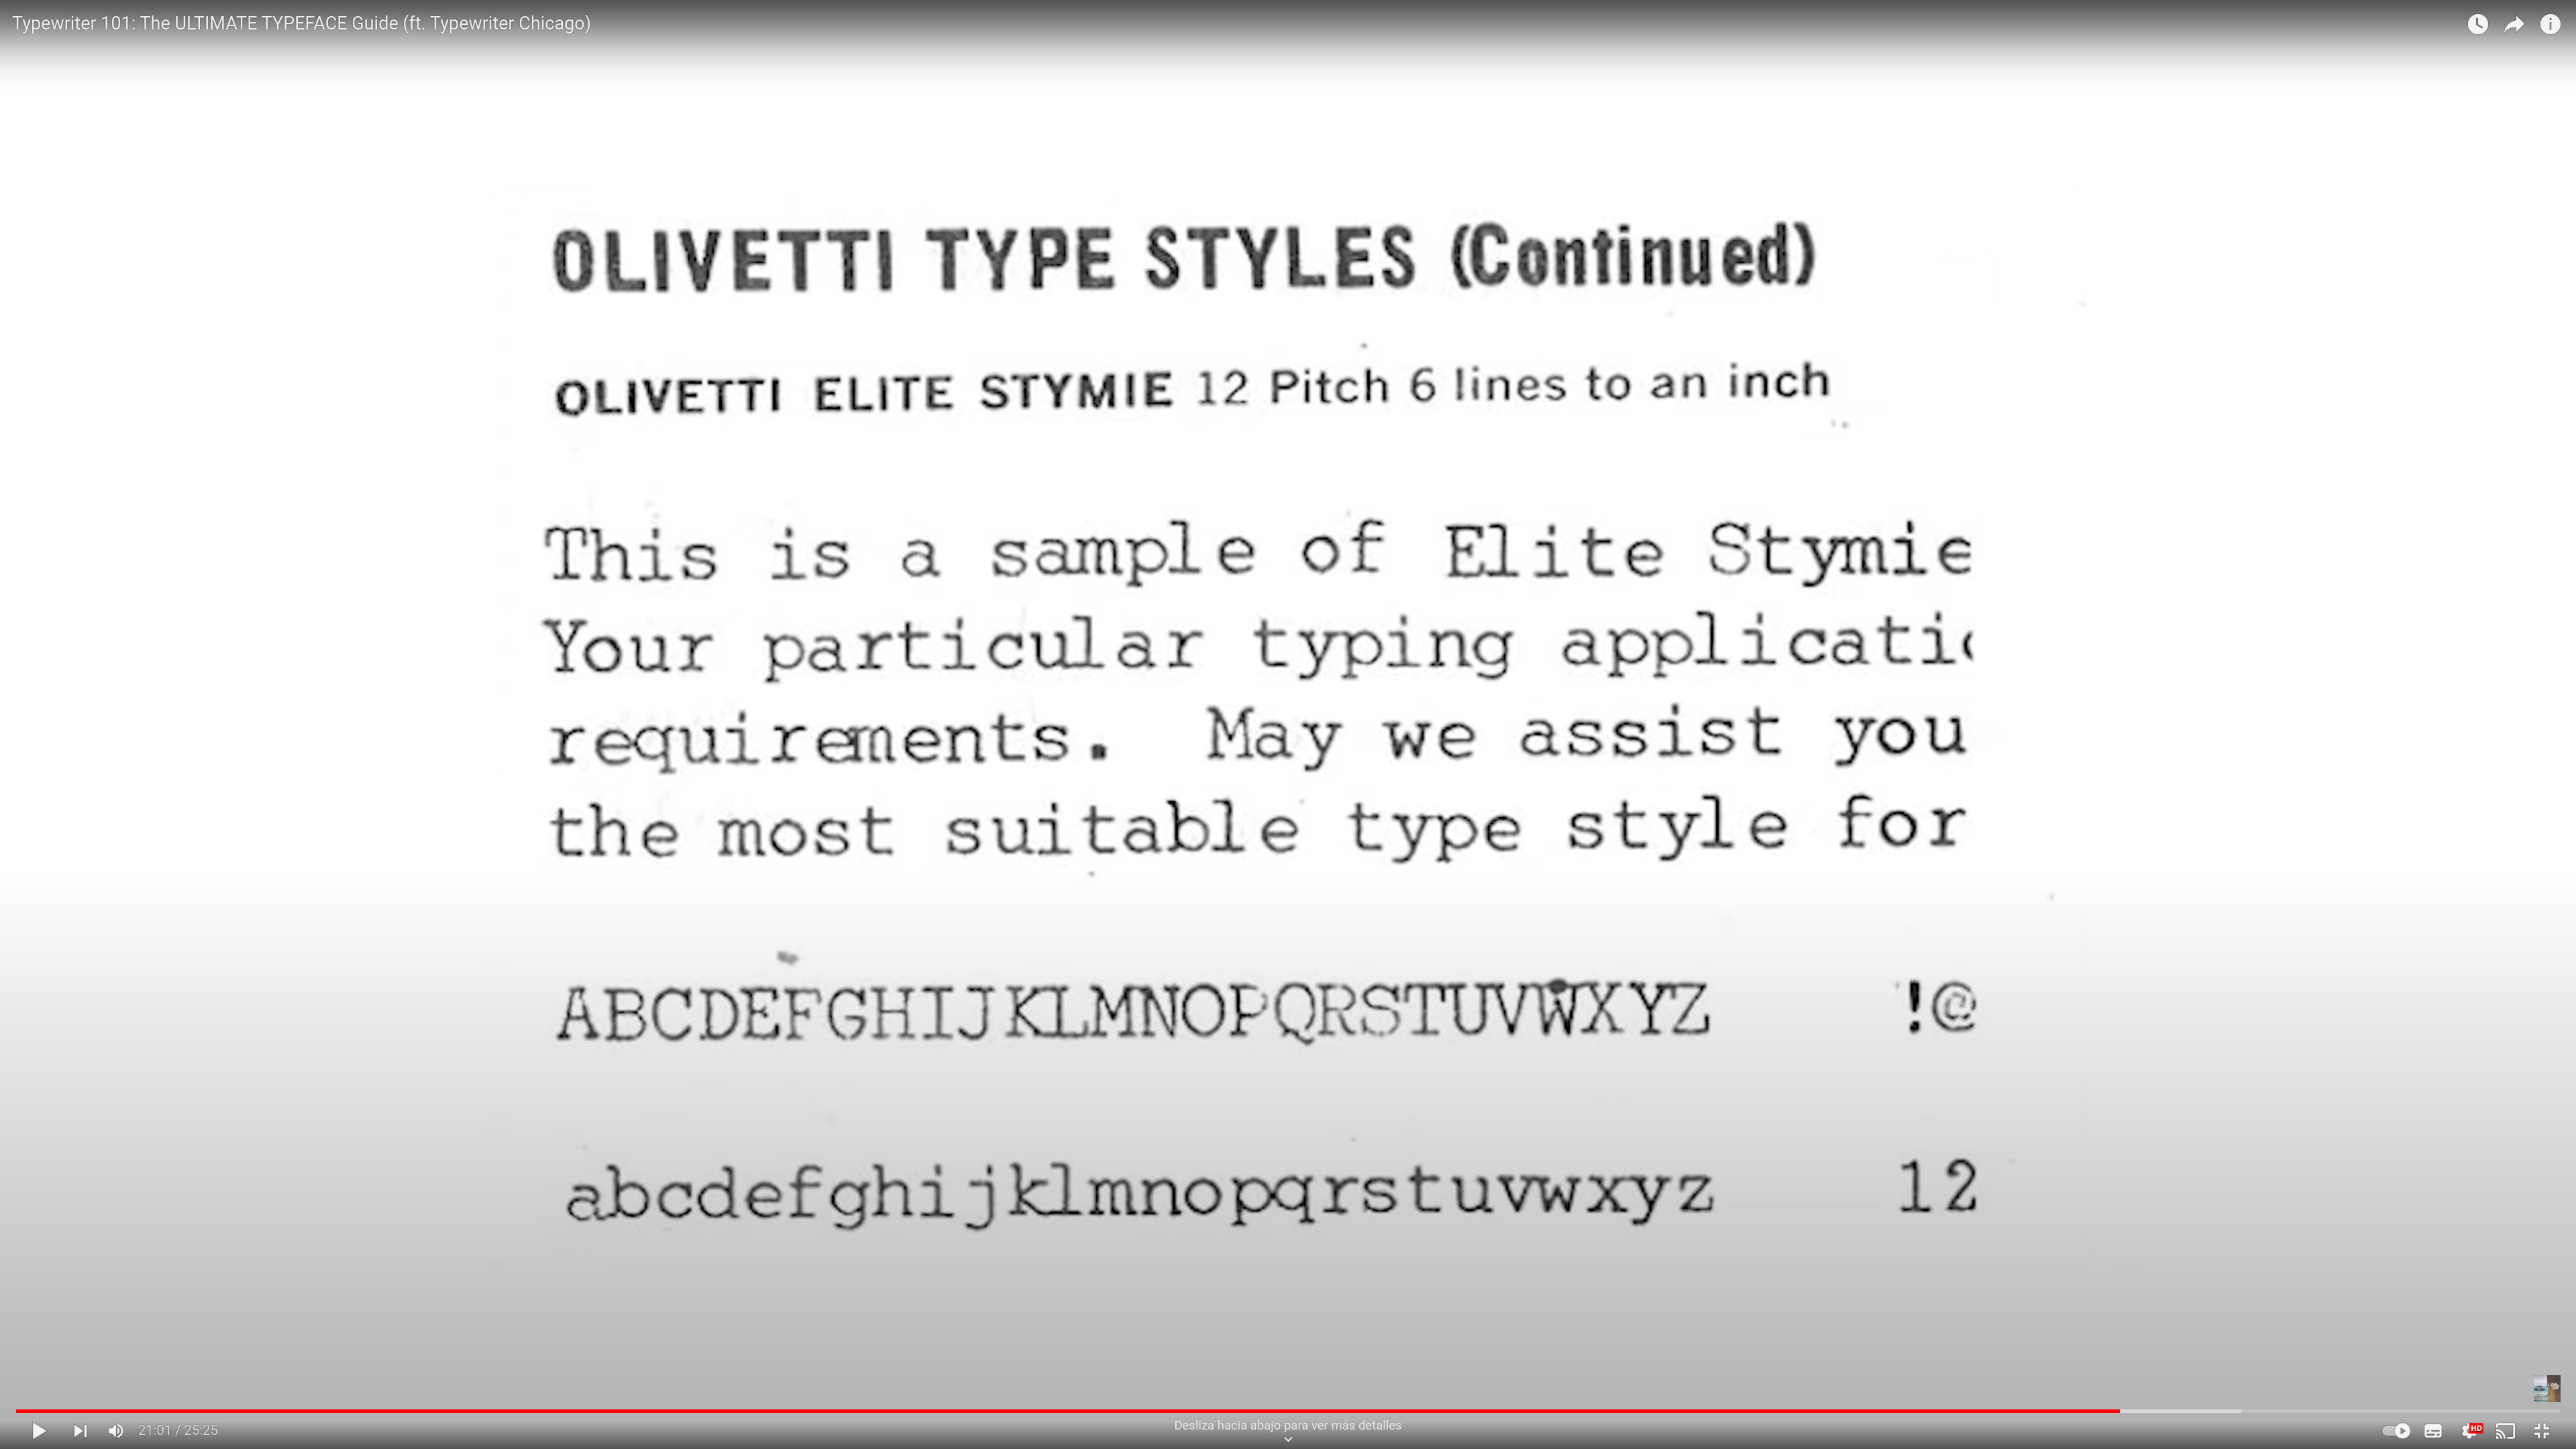 Typewriter 101: The ULTIMATE TYPEFACE Guide (ft. Typewriter Chicago)
OLIVETTI TYPE STYLES (Continued)
OLIVETTI ELITE STYMIE 12 Pitch 6 lines to an inch
This is a sample of Elite Stymie
Your particular typing applicati
requirements. May we assist you
the most suitable type style for
ABCDEFGHIJKLMNOPQRSTUVWXYZ !@
abcdefghijklmnopqrstuvwxyz 12
Desliza hacia abajo para ver más detalles
21:01 / 25:25
HD